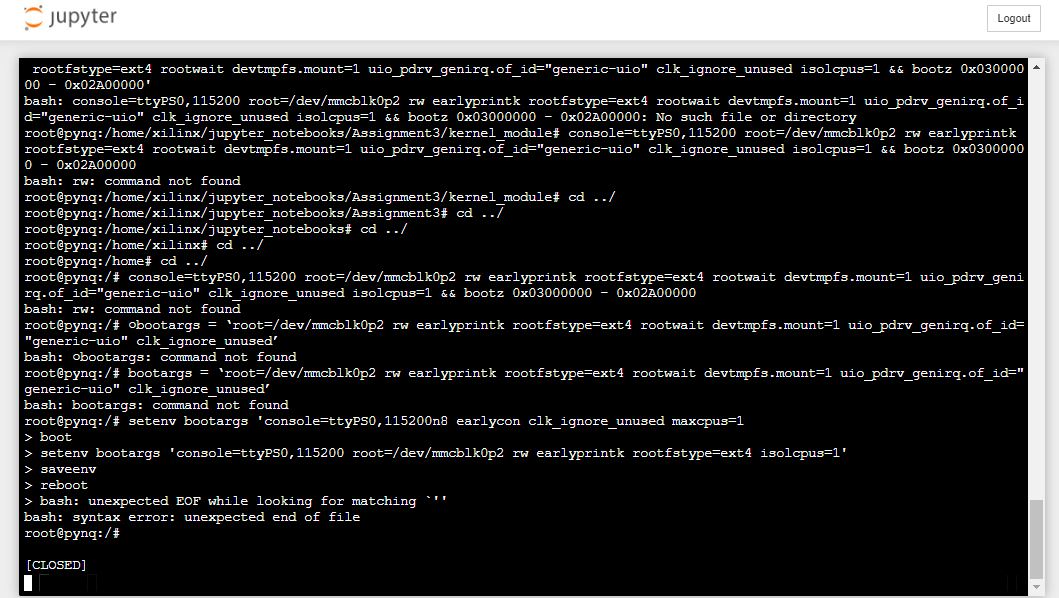 jupyter
Logout
rootfstype=ext4 rootwait devtmpfs.mount=1 uio_pdrv_genirq.of_id="generic-uio" clk_ignore_unused isolcpus=1 && bootz 0x030000
00 - 0x02A00000'
bash: console=ttyPS0,115200 root=/dev/mmcblk0p2 rw earlyprintk rootfstype=ext4 rootwait devtmpfs.mount=1 uio_pdrv_genirq.of_i
d="generic-uio" clk_ignore_unused isolcpus=1 && bootz 0x03000000 - 0x02A00000: No such file or directory
root@pynq:/home/xilinx/jupyter_notebooks/Assignment3/kernel_module# console=ttyPS0,115200 root=/dev/mmcblk0p2 rw earlyprintk
rootfstype=ext4 rootwait devtmpfs.mount=1 uio_pdrv_genirq.of_id="generic-uio" clk_ignore_unused isolcpus=1 && bootz 0x0300000
0 - 0x02A00000
bash: rw: command not found
root@pynq:/home/xilinx/jupyter_notebooks/Assignment3/kernel_module# cd ../
root@pynq:/home/xilinx/jupyter_notebooks/Assignment3# cd ../
root@pynq:/home/xilinx/jupyter_notebooks# cd ../
root@pynq:/home/xilinx# cd ../
root@pynq:/home# cd ../
root@pynq:/# console=ttyPS0,115200 root=/dev/mmcblk0p2 rw earlyprintk rootfstype=ext4 rootwait devtmpfs.mount=1 uio_pdrv_geni
rq.of_id="generic-uio" clk_ignore_unused isolcpus=1 && bootz 0x03000000 - 0x02A00000
bash: rw: command not found
root@pynq:/# obootargs = ‘root=/dev/mmcblk0p2 rw earlyprintk rootfstype=ext4 rootwait devtmpfs.mount=1 uio_pdrv_genirq.of_id=
"generic-uio" clk_ignore_unused’
bash: obootargs: command not found
root@pynq:/# bootargs = ‘root=/dev/mmcblk0p2 rw earlyprintk rootfstype=ext4 rootwait devtmpfs.mount=1 uio_pdrv_genirq.of_id="
generic-uio" clk_ignore_unused’
bash: bootargs: command not found
root@pynq:/# setenv bootargs 'console=ttyPS0,115200n8 earlycon clk_ignore_unused maxcpus=1
> boot
> setenv bootargs 'console=ttyPS0,115200 root=/dev/mmcblk0p2 rw earlyprintk rootfstype=ext4 isolcpus=1'
> saveenv
> reboot
> bash: unexpected EOF while looking for matching `''
bash: syntax error: unexpected end of file
root@pynq:/#
[CLOSED]